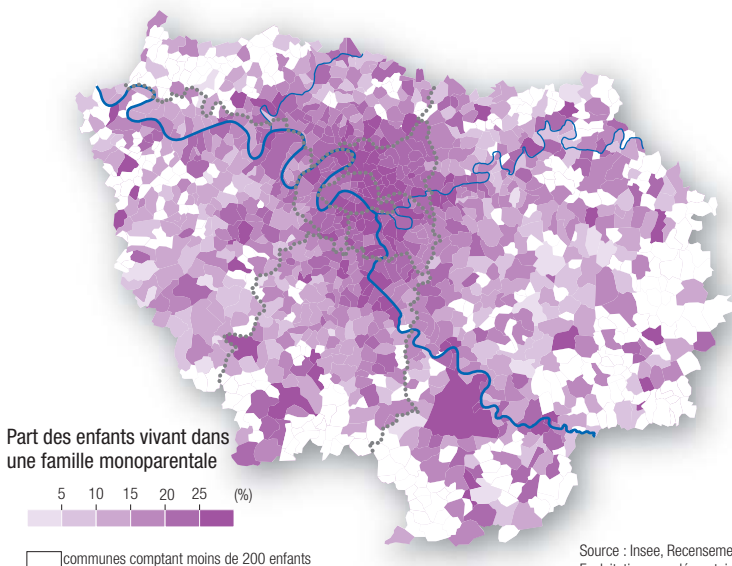 Part des enfants vivant dans
une famille monoparentale
5 10 15 20 25 (%)
communes comptant moins de 200 enfants
Source : Insee, Recenseme